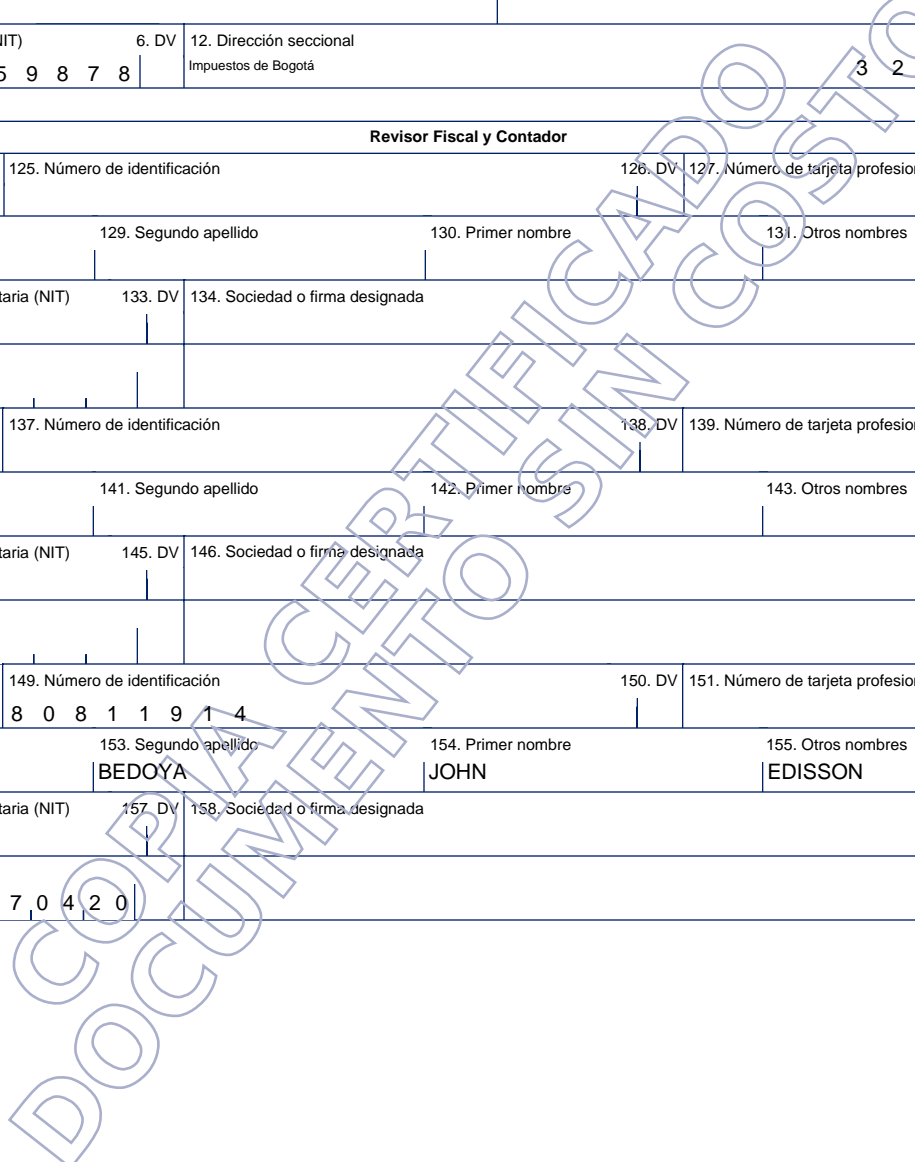 NIT) 6. DV 12. Dirección seccional
5 9 8 7 8 Impuestos de Bogotá 3 2
Revisor Fiscal y Contador
125. Número de identificación 126. DV 127. Número de tarjeta profesion
129. Segundo apellido 130. Primer nombre 131. Otros nombres
taria (NIT) 133. DV 134. Sociedad o firma designada
137. Número de identificación 138. DV 139. Número de tarjeta profesion
141. Segundo apellido 142. Primer nombre 143. Otros nombres
taria (NIT) 145. DV 146. Sociedad o firma designada
149. Número de identificación 150. DV 151. Número de tarjeta profesion
8 0 8 1 1 9 1 4
153. Segundo apellido 154. Primer nombre 155. Otros nombres
BEDOYA JOHN EDISSON
taria (NIT) 157. DV 158. Sociedad o firma designada
7 0 4 2 0
COPIA CERTIFICADO
DOCUMENTO SIN COSTO